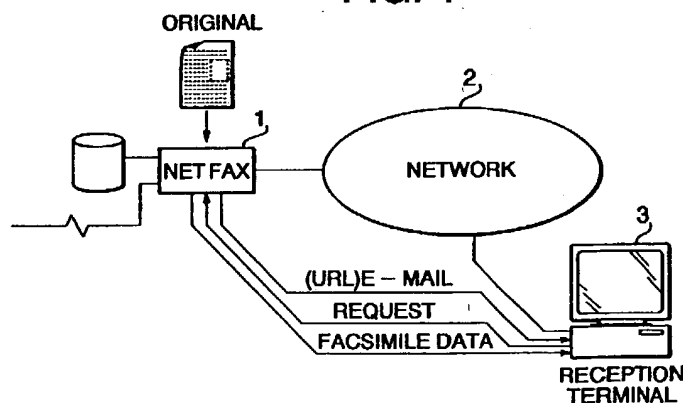 ORIGINAL
1
2
NET FAX
NETWORK
3
(URL)E – MAIL
REQUEST
FACSIMILE DATA
RECEPTION
TERMINAL